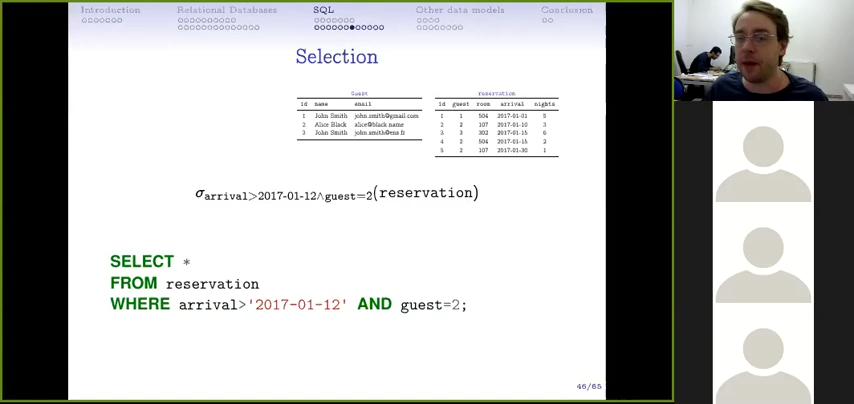 Introduction Relational Databases SQL Other data models Conclusion
Selection
Guest
id name email
1 John Smith john.smith@gmail.com
2 Alice Black alice@black.name
3 John Smith john.smith@ens.fr
reservation
id guest room arrival nights
1 1 504 2017-01-01 5
2 2 107 2017-01-10 3
3 3 302 2017-01-15 6
4 2 504 2017-01-15 2
5 2 107 2017-01-30 1
σarrival>2017-01-12∧guest=2(reservation)
SELECT *
FROM reservation
WHERE arrival>'2017-01-12' AND guest=2;
46/65